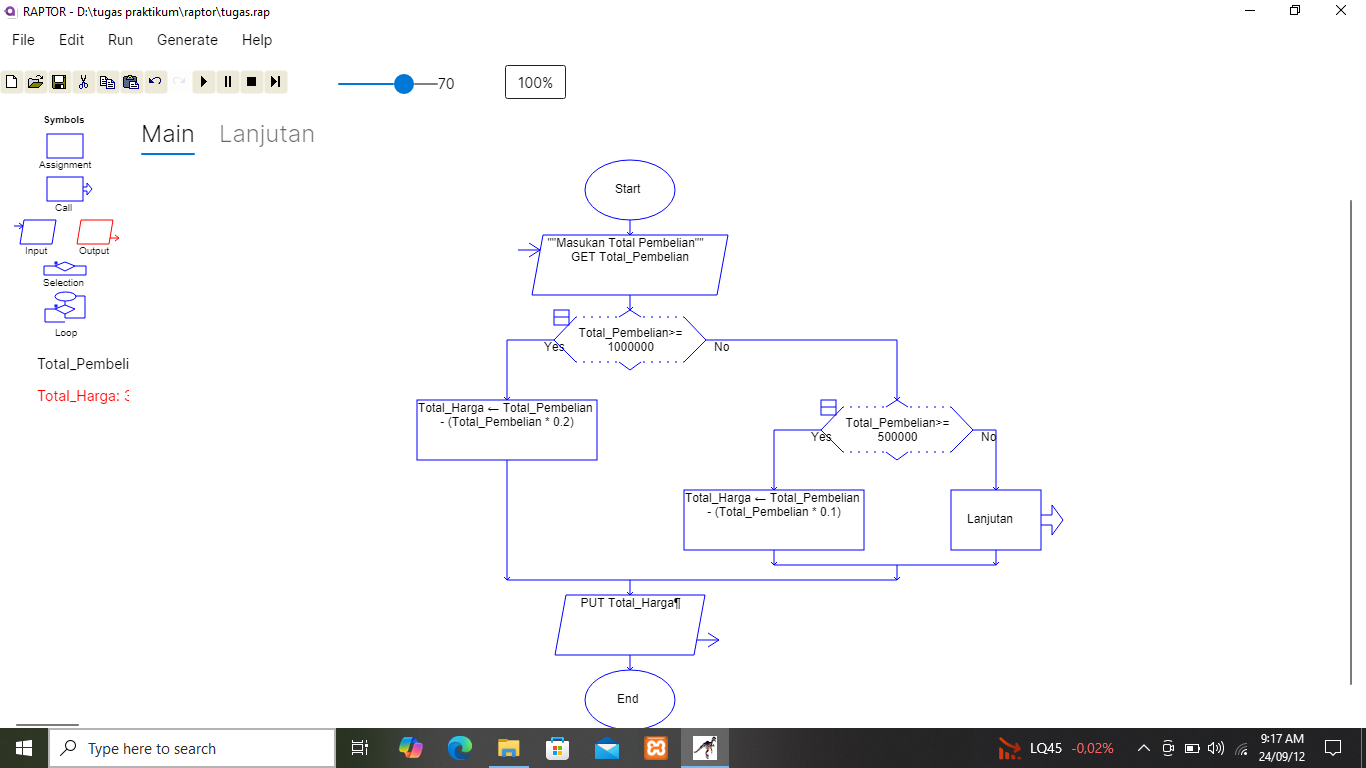 RAPTOR - D:\tugas praktikum\raptor\tugas.rap
File Edit Run Generate Help
70
100%
Symbols
Assignment
Call
Input Output
Selection
Loop
Total_Pembeli
Total_Harga: 3
Main Lanjutan
Start
""Masukan Total Pembelian""
GET Total_Pembelian
Total_Pembelian>=
1000000
Yes
No
Total_Harga ← Total_Pembelian
- (Total_Pembelian * 0.2)
Total_Pembelian>=
500000
Yes
No
Total_Harga ← Total_Pembelian
- (Total_Pembelian * 0.1)
Lanjutan
PUT Total_Harga¶
End
Type here to search
LQ45 -0,02%
9:17 AM
24/09/12